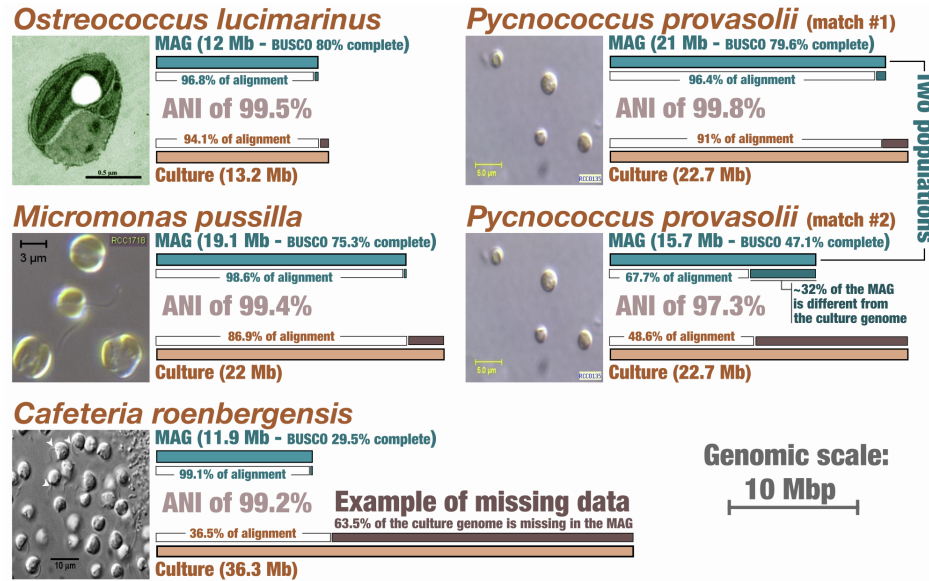 Ostreococcus lucimarinus
MAG (12 Mb - BUSCO 80% complete)
96.8% of alignment
ANI of 99.5%
94.1% of alignment
Culture (13.2 Mb)
0.5 µm
Pycnococcus provasolii (match #1)
MAG (21 Mb - BUSCO 79.6% complete)
96.4% of alignment
ANI of 99.8%
91% of alignment
Culture (22.7 Mb)
5.0 µm
RCC0135
Two populations
Micromonas pussilla
MAG (19.1 Mb - BUSCO 75.3% complete)
98.6% of alignment
ANI of 99.4%
86.9% of alignment
Culture (22 Mb)
3 µm
RCC1718
Pycnococcus provasolii (match #2)
MAG (15.7 Mb - BUSCO 47.1% complete)
67.7% of alignment
~32% of the MAG
is different from
the culture genome
ANI of 97.3%
48.6% of alignment
Culture (22.7 Mb)
5.0 µm
RCC0135
Cafeteria roenbergensis
MAG (11.9 Mb - BUSCO 29.5% complete)
99.1% of alignment
ANI of 99.2%
Example of missing data
63.5% of the culture genome is missing in the MAG
36.5% of alignment
Culture (36.3 Mb)
10 µm
Genomic scale:
10 Mbp